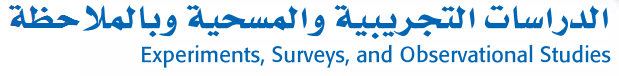 الدراسات التجريبية والمسحية وبالملاحظة
Experiments, Surveys, and Observational Studies